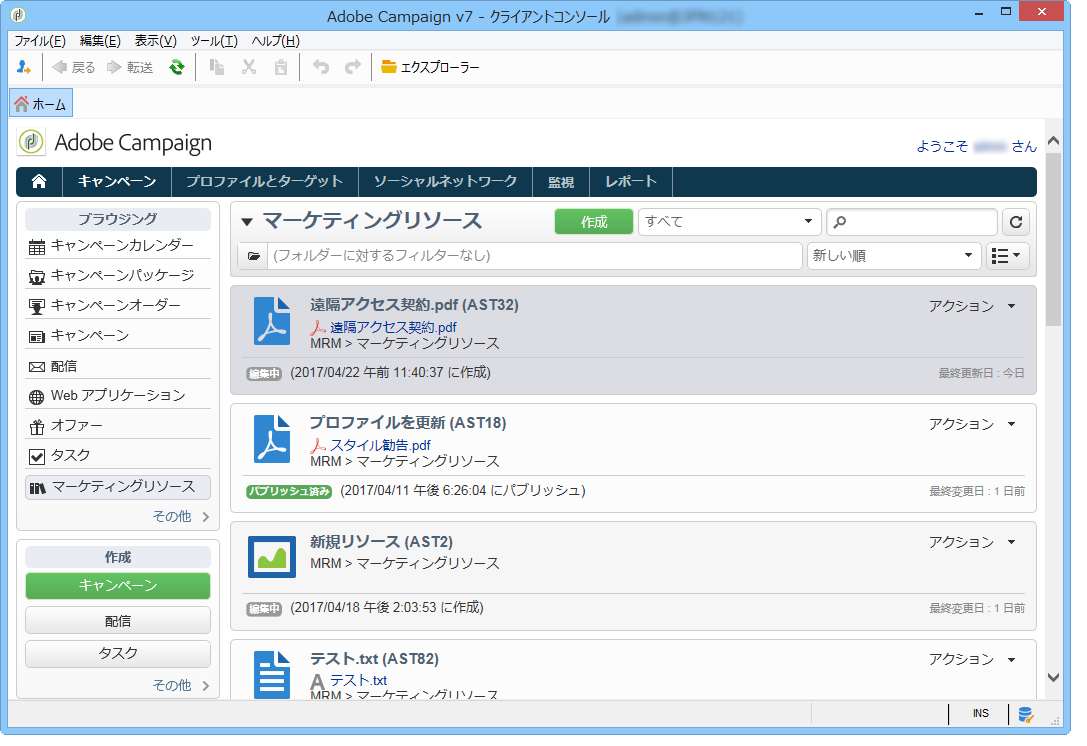 Adobe Campaign v7 - クライアントコンソール
ファイル(F) 編集(E) 表示(V) ツール(T) ヘルプ(H)
戻る 転送 エクスプローラー
ホーム
Adobe Campaign
ようこそ さん
キャンペーン プロファイルとターゲット ソーシャルネットワーク 監視 レポート
ブラウジング
キャンペーンカレンダー
キャンペーンパッケージ
キャンペーンオーダー
キャンペーン
配信
Web アプリケーション
オファー
タスク
マーケティングリソース
その他
作成
キャンペーン
配信
タスク
その他
マーケティングリソース 作成 すべて
(フォルダーに対するフィルターなし) 新しい順
遠隔アクセス契約.pdf (AST32) アクション
遠隔アクセス契約.pdf
MRM > マーケティングリソース
編集中 (2017/04/22 午前 11:40:37 に作成) 最終更新日 : 今日
プロファイルを更新 (AST18) アクション
スタイル勧告.pdf
MRM > マーケティングリソース
パブリッシュ済み (2017/04/11 午後 6:26:04 にパブリッシュ) 最終変更日 : 1 日前
新規リソース (AST2) アクション
MRM > マーケティングリソース
編集中 (2017/04/18 午後 2:03:53 に作成) 最終変更日 : 1 日前
テスト.txt (AST82) アクション
テスト.txt
MRM > マーケティングリソース
INS